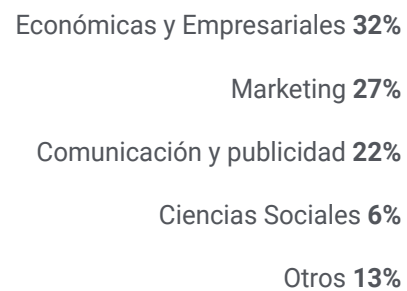 Económicas y Empresariales 32%
Marketing 27%
Comunicación y publicidad 22%
Ciencias Sociales 6%
Otros 13%